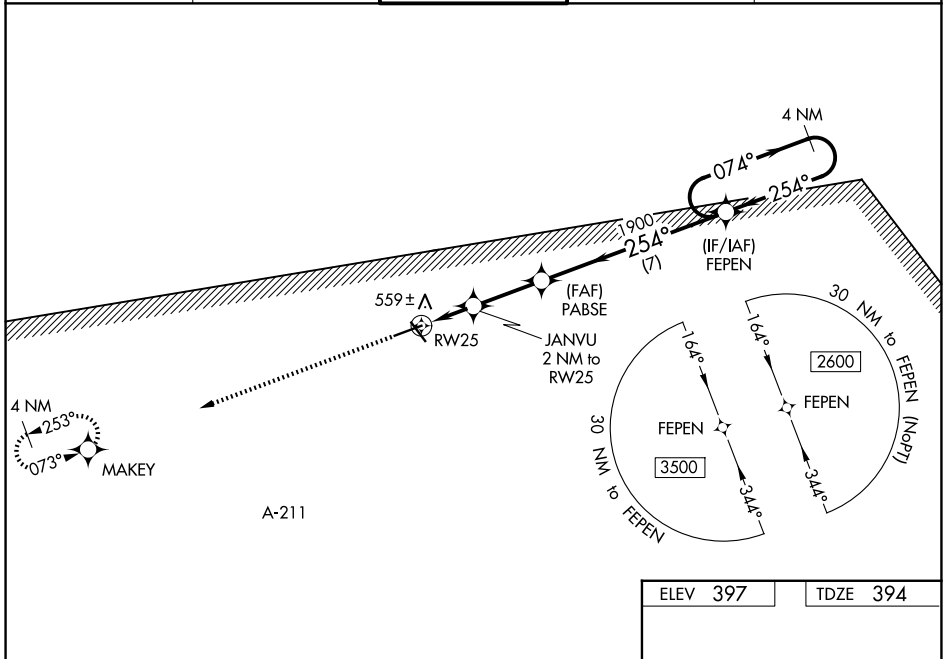 4 NM
074°
254°
1900
254°
(7)
(IF/IAF)
FEPEN
559±
(FAF)
PABSE
RW25
JANVU
2 NM to
RW25
30 NM to FEPEN (NoPT)
164°
2600
FEPEN
344°
164°
FEPEN
3500
344°
30 NM to FEPEN
4 NM
253°
073°
MAKEY
A-211
ELEV 397
TDZE 394